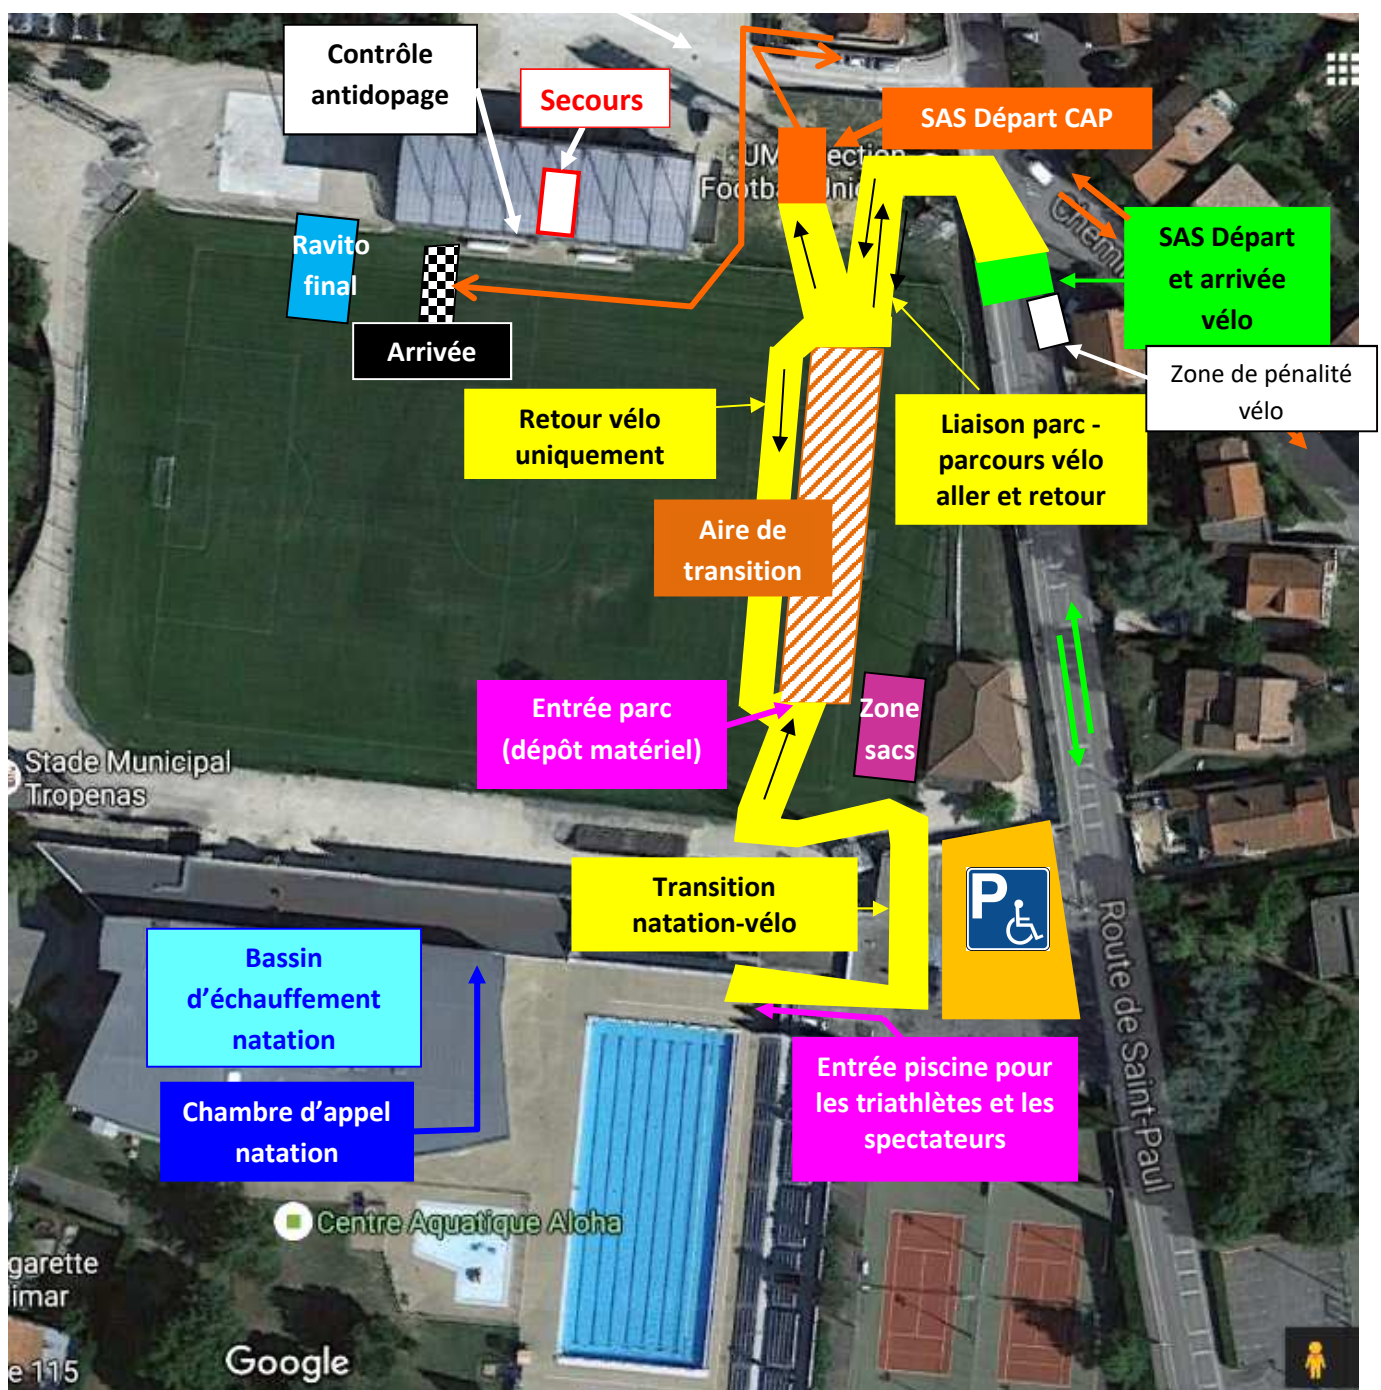 Contrôle
antidopage
Secours
SAS Départ CAP
Ravito
final
Arrivée
SAS Départ
et arrivée
vélo
Zone de pénalité
vélo
Retour vélo
uniquement
Liaison parc -
parcours vélo
aller et retour
Aire de
transition
Entrée parc
(dépôt matériel)
Zone
sacs
Stade Municipal
Tropenas
Transition
natation-vélo
P
Bassin
d'échauffement
natation
Chambre d'appel
natation
Entrée piscine pour
les triathlètes et les
spectateurs
Route de Saint-Paul
Centre Aquatique Aloha
garette
limar
Google
e 115